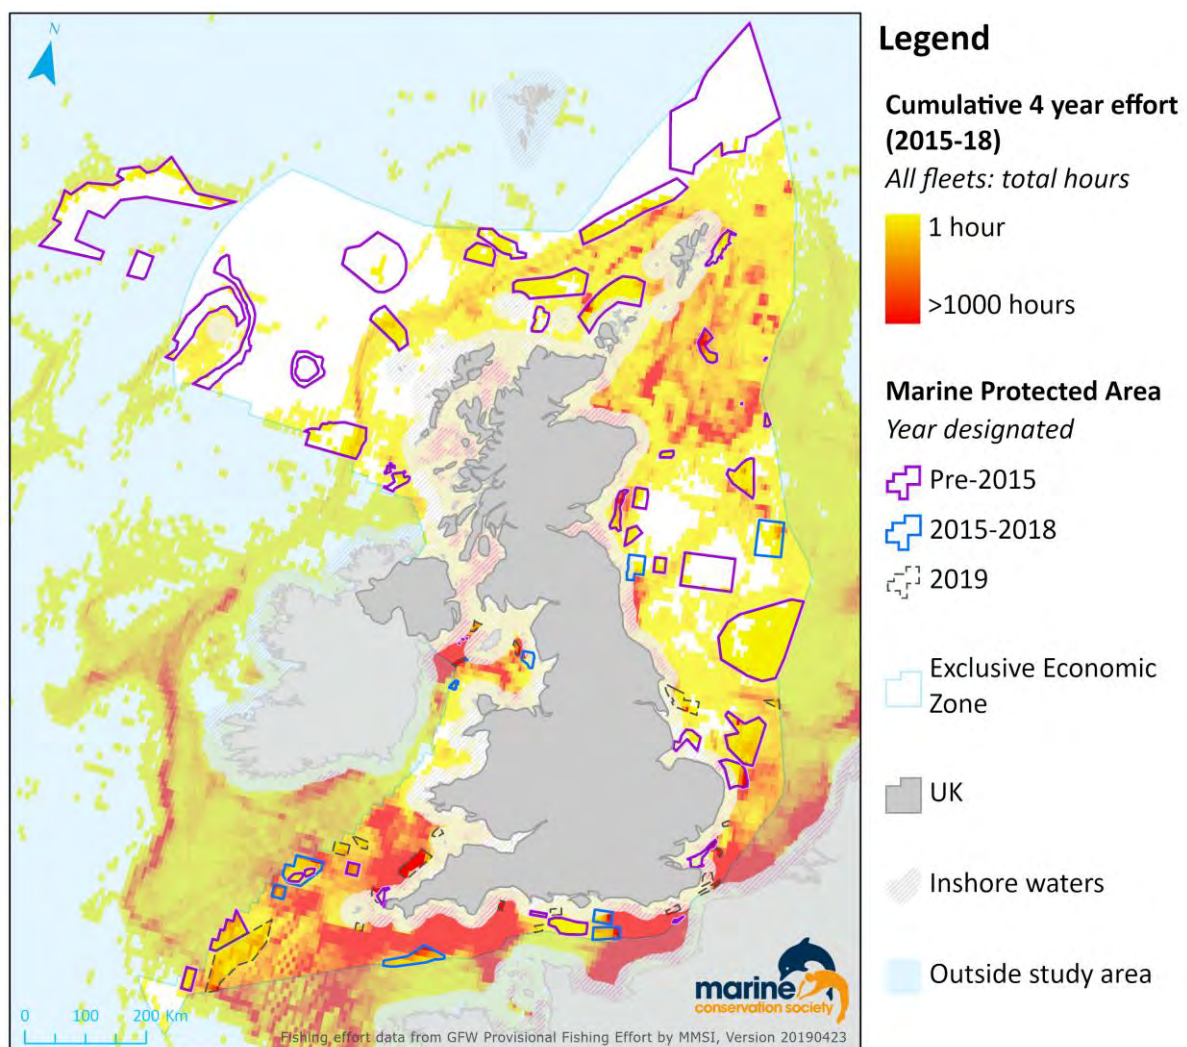 N
Legend
Cumulative 4 year effort
(2015-18)
All fleets: total hours
1 hour
>1000 hours
Marine Protected Area
Year designated
Pre-2015
2015-2018
2019
Exclusive Economic
Zone
UK
Inshore waters
Outside study area
marine
conservation society
0 100 200 Km
Fishing effort data from GFW Provisional Fishing Effort by MMSI, Version 20190423